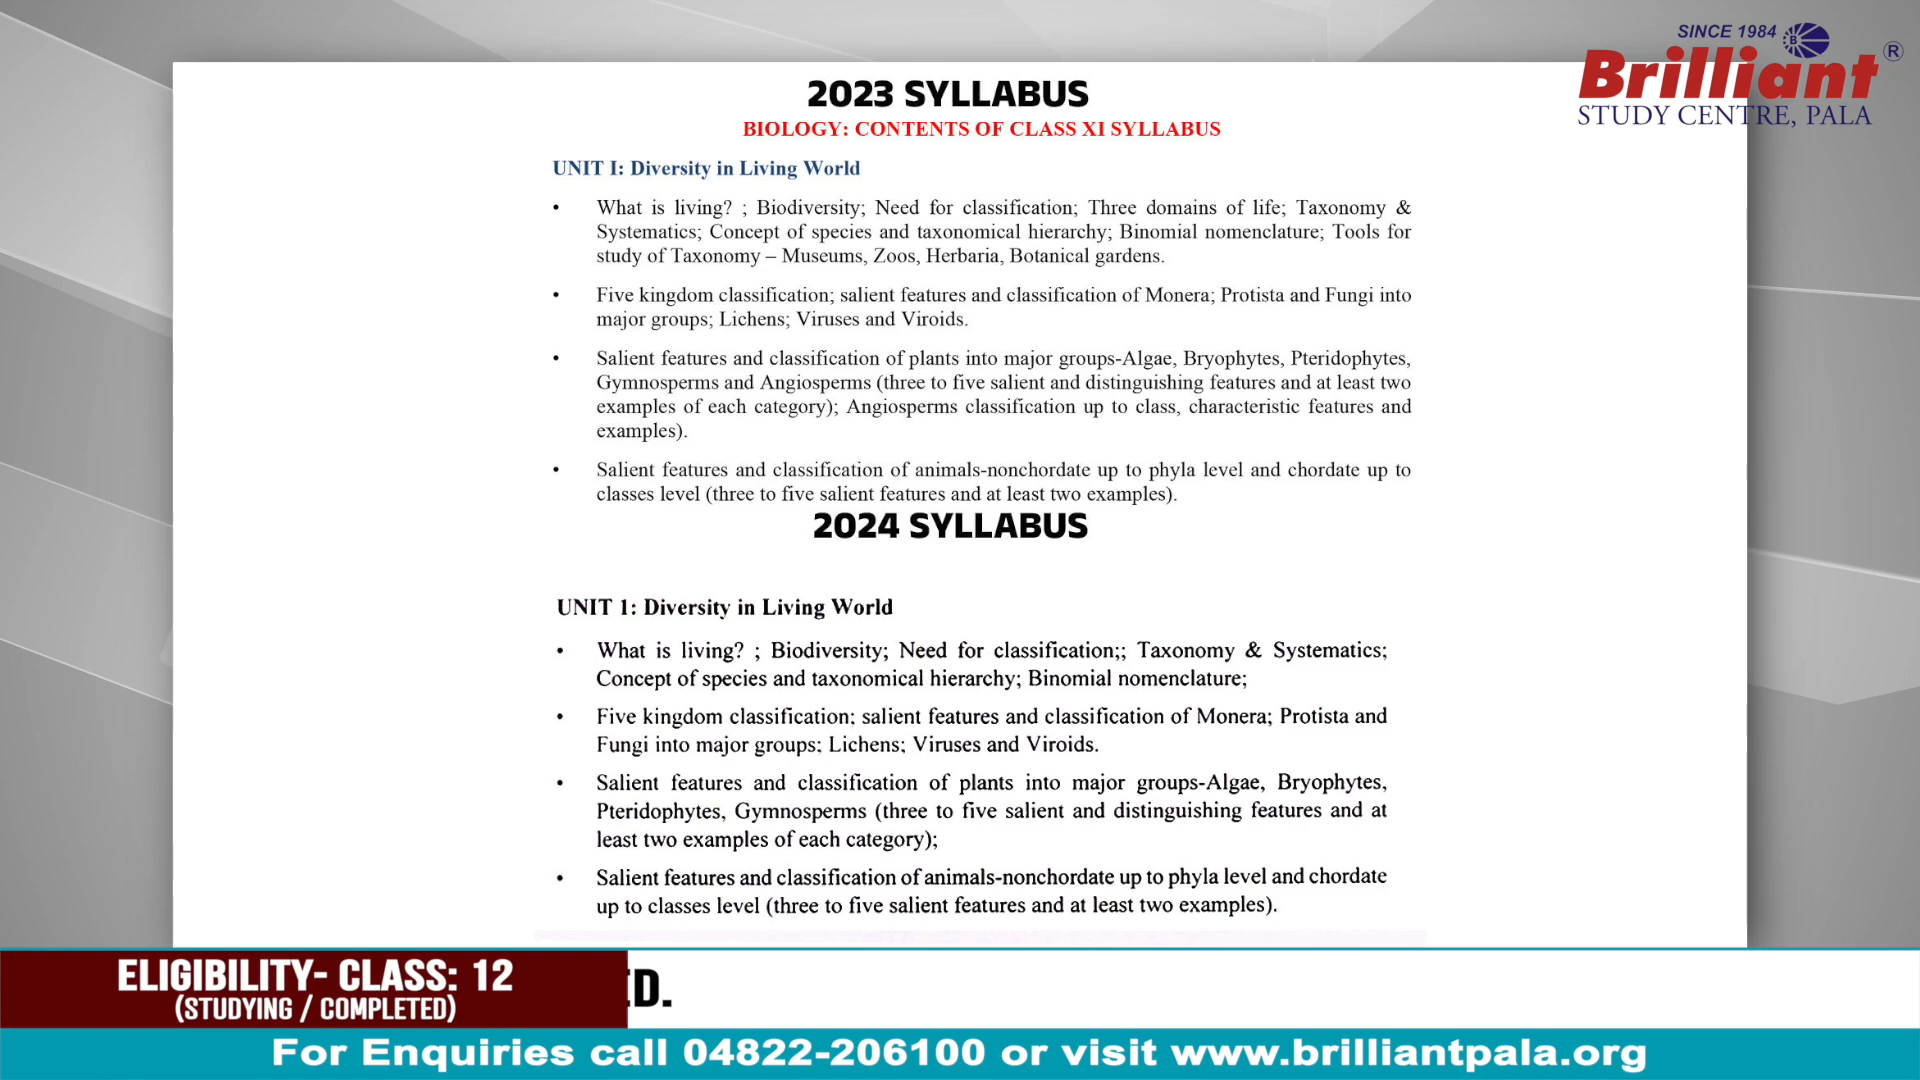 SINCE 1984
B
Brilliant ®
STUDY CENTRE, PALA
2023 SYLLABUS
BIOLOGY: CONTENTS OF CLASS XI SYLLABUS
UNIT I: Diversity in Living World
• What is living? ; Biodiversity; Need for classification; Three domains of life; Taxonomy &
Systematics; Concept of species and taxonomical hierarchy; Binomial nomenclature; Tools for
study of Taxonomy – Museums, Zoos, Herbaria, Botanical gardens.
• Five kingdom classification; salient features and classification of Monera; Protista and Fungi into
major groups; Lichens; Viruses and Viroids.
• Salient features and classification of plants into major groups-Algae, Bryophytes, Pteridophytes,
Gymnosperms and Angiosperms (three to five salient and distinguishing features and at least two
examples of each category); Angiosperms classification up to class, characteristic features and
examples).
• Salient features and classification of animals-nonchordate up to phyla level and chordate up to
classes level (three to five salient features and at least two examples).
2024 SYLLABUS
UNIT 1: Diversity in Living World
• What is living? ; Biodiversity; Need for classification;; Taxonomy & Systematics;
Concept of species and taxonomical hierarchy; Binomial nomenclature;
• Five kingdom classification; salient features and classification of Monera; Protista and
Fungi into major groups; Lichens; Viruses and Viroids.
• Salient features and classification of plants into major groups-Algae, Bryophytes,
Pteridophytes, Gymnosperms (three to five salient and distinguishing features and at
least two examples of each category);
• Salient features and classification of animals-nonchordate up to phyla level and chordate
up to classes level (three to five salient features and at least two examples).
ELIGIBILITY- CLASS: 12
(STUDYING / COMPLETED)
D.
For Enquiries call 04822-206100 or visit www.brilliantpala.org